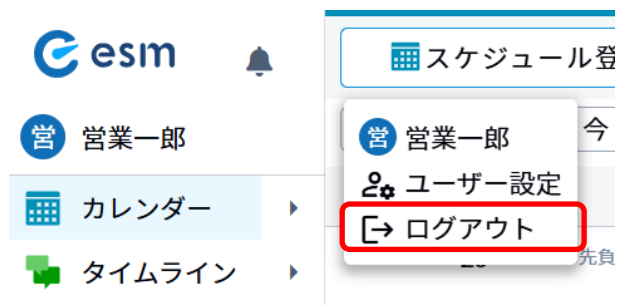 esm
スケジュール登
営 営業一郎
カレンダー
タイムライン
営 営業一郎
ユーザー設定
ログアウト
今
先負